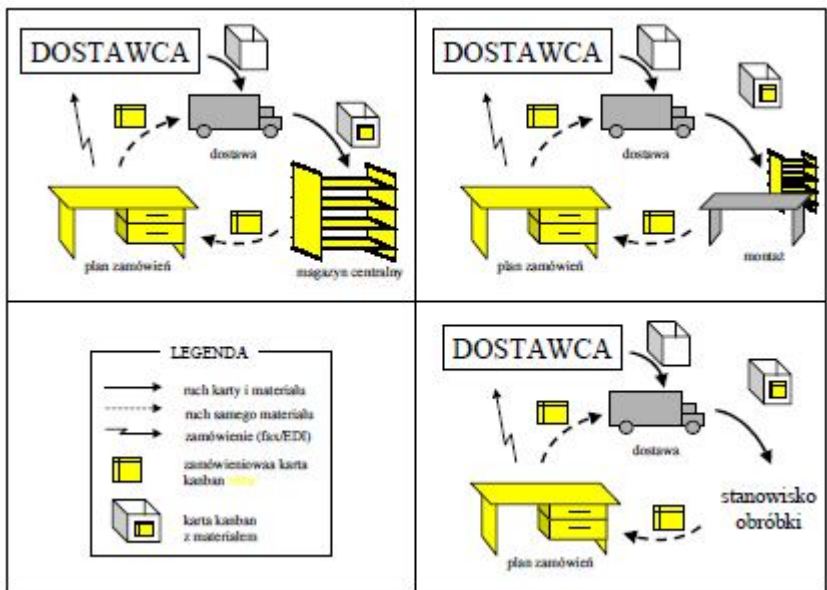 DOSTAWCA
dostawa
plan zamówień
magazyn centralny
DOSTAWCA
dostawa
plan zamówień
montaż
LEGENDA
ruch karty i materiału
ruch samego materiału
zamówienie (fax/EDI)
zamówieniowaa karta
kanban
karta kanban
z materiałem
DOSTAWCA
dostawa
stanowisko
obróbki
plan zamówień